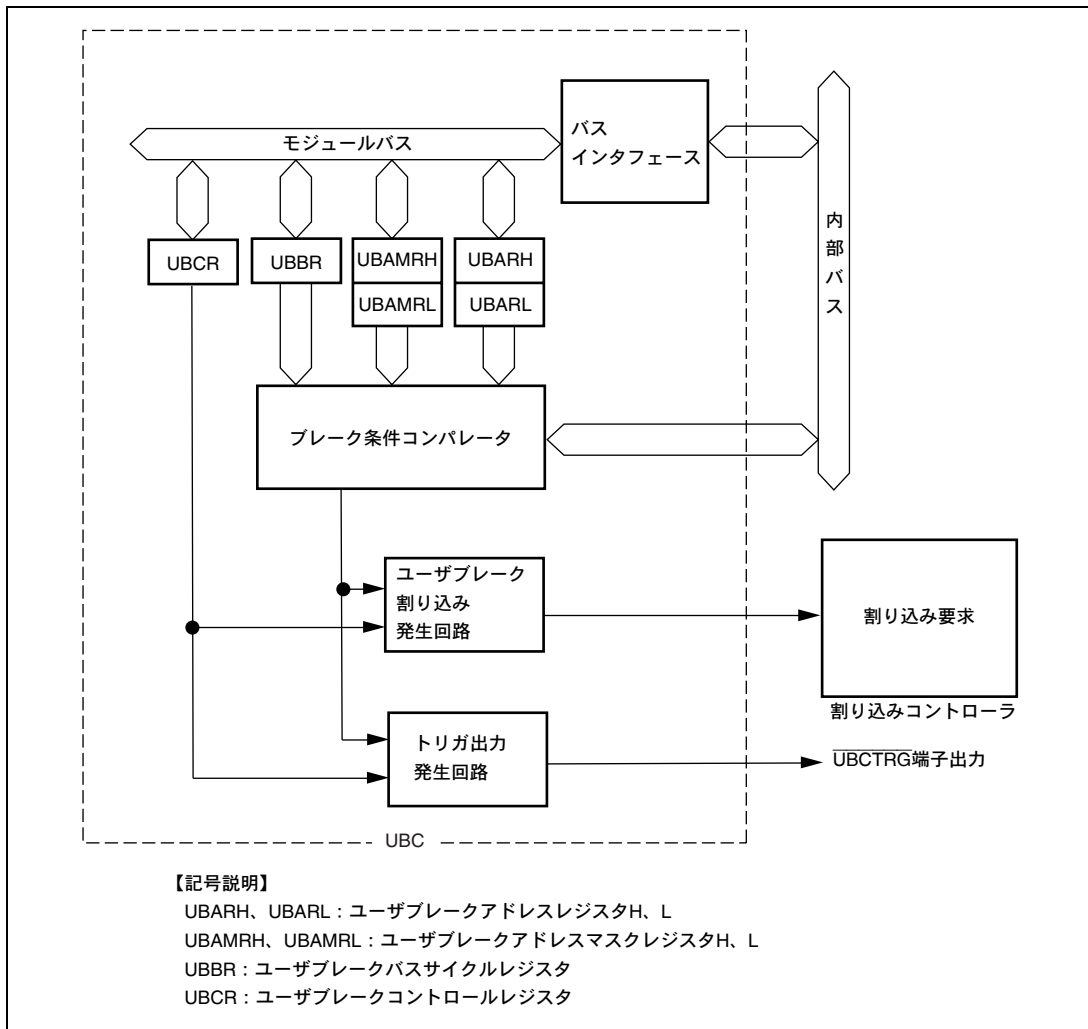 モジュールバス
バス
インタフェース
内部バス
UBCR
UBBR
UBAMRH
UBAMRL
UBARH
UBARL
ブレーク条件コンパレータ
ユーザブレーク
割り込み
発生回路
割り込み要求
割り込みコントローラ
トリガ出力
発生回路
UBCTRG端子出力
UBC
【記号説明】
UBARH、UBARL：ユーザブレークアドレスレジスタH、L
UBAMRH、UBAMRL：ユーザブレークアドレスマスクレジスタH、L
UBBR：ユーザブレークバスサイクルレジスタ
UBCR：ユーザブレークコントロールレジスタ